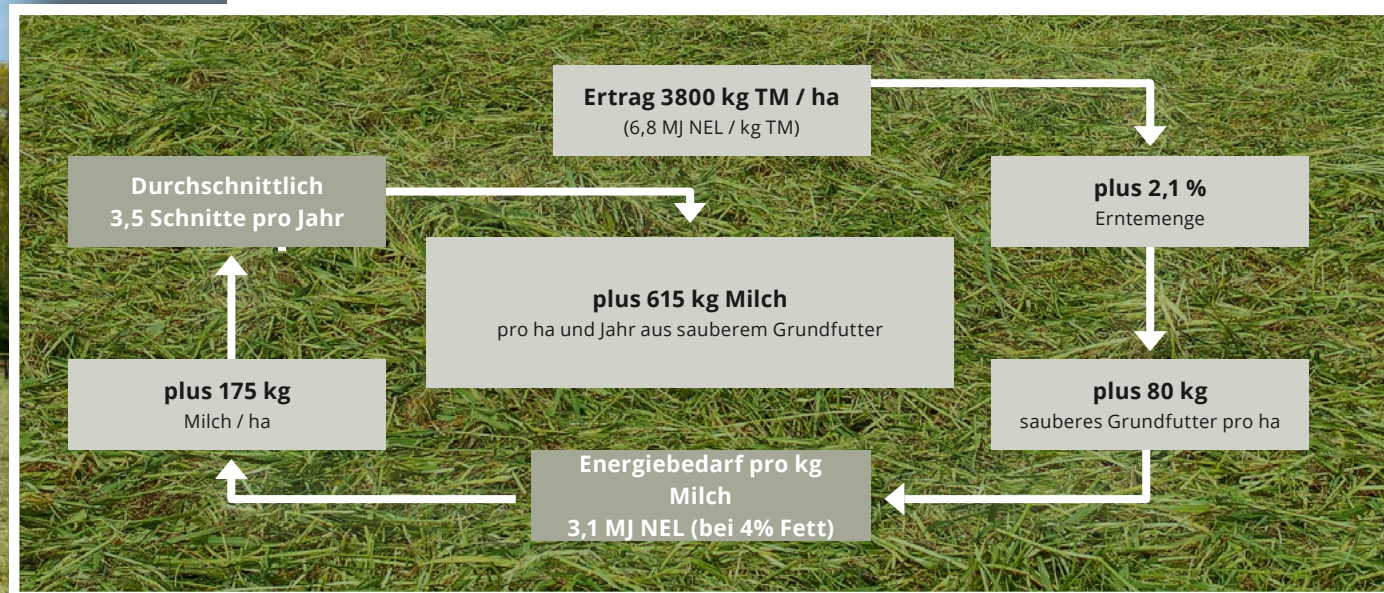 Ertrag 3800 kg TM / ha
(6,8 MJ NEL / kg TM)
plus 2,1 %
Erntemenge
plus 80 kg
sauberes Grundfutter pro ha
Energiebedarf pro kg
Milch
3,1 MJ NEL (bei 4% Fett)
plus 175 kg
Milch / ha
Durchschnittlich
3,5 Schnitte pro Jahr
plus 615 kg Milch
pro ha und Jahr aus sauberem Grundfutter